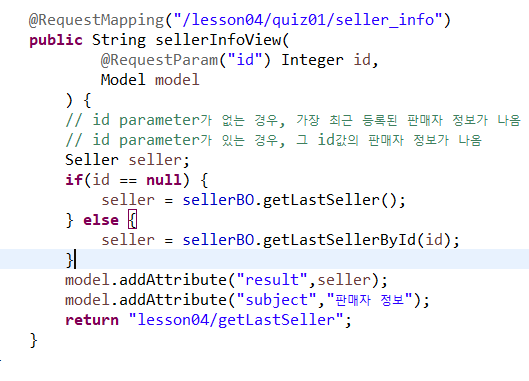 @RequestMapping("/lesson04/quiz01/seller_info")
public String sellerInfoView(
        @RequestParam("id") Integer id,
        Model model
    ) {
    // id parameter가 없는 경우, 가장 최근 등록된 판매자 정보가 나옴
    // id parameter가 있는 경우, 그 id값의 판매자 정보가 나옴
    Seller seller;
    if(id == null) {
        seller = sellerBO.getLastSeller();
    } else {
        seller = sellerBO.getLastSellerById(id);
    }
    model.addAttribute("result",seller);
    model.addAttribute("subject","판매자 정보");
    return "lesson04/getLastSeller";
}